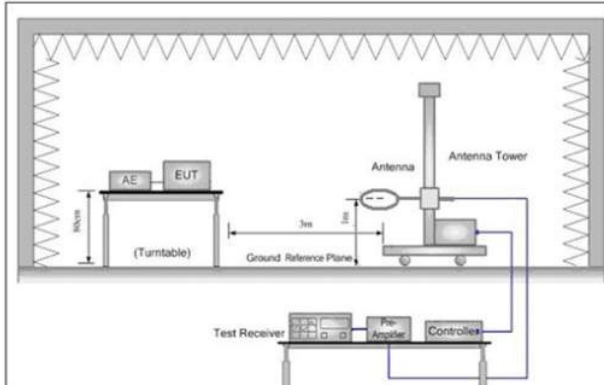 Antenna Tower
Antenna
AE
EUT
80cm
3m
1m
(Turntable)
Ground Reference Plane
Test Receiver
Pre-
Amplifier
Controller